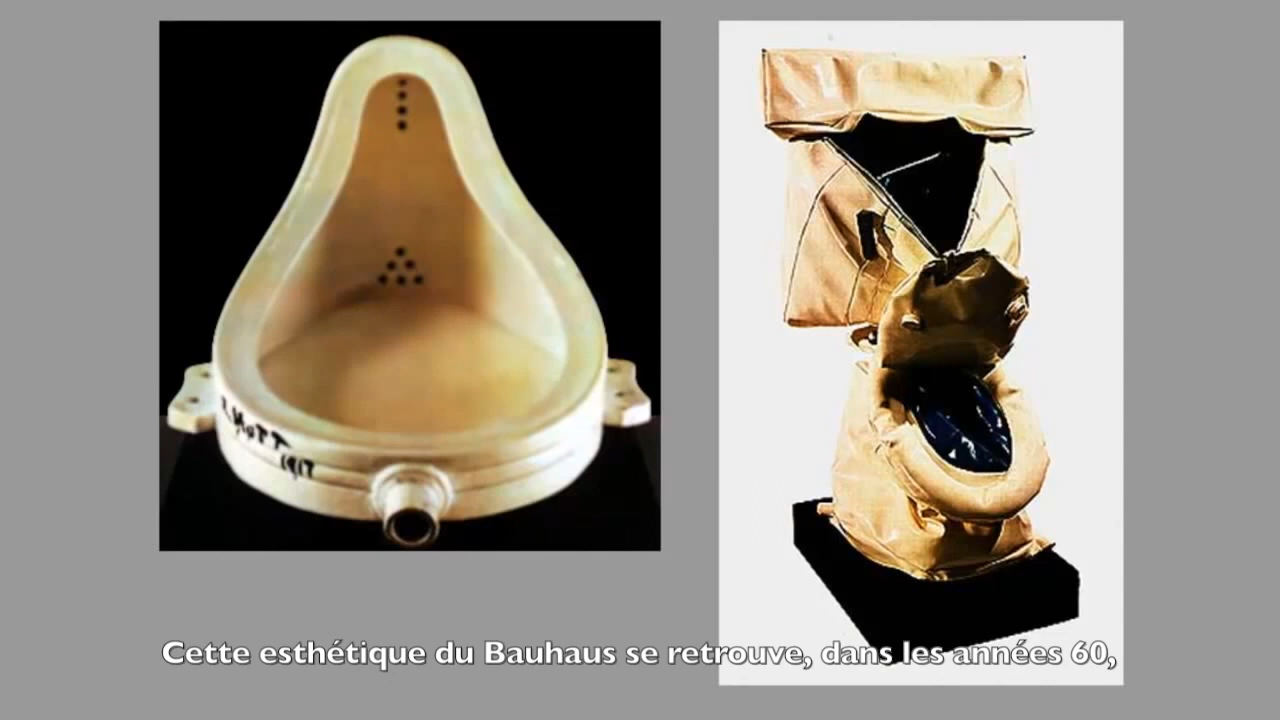 R. MUTT
1917
Cette esthétique du Bauhaus se retrouve, dans les années 60,